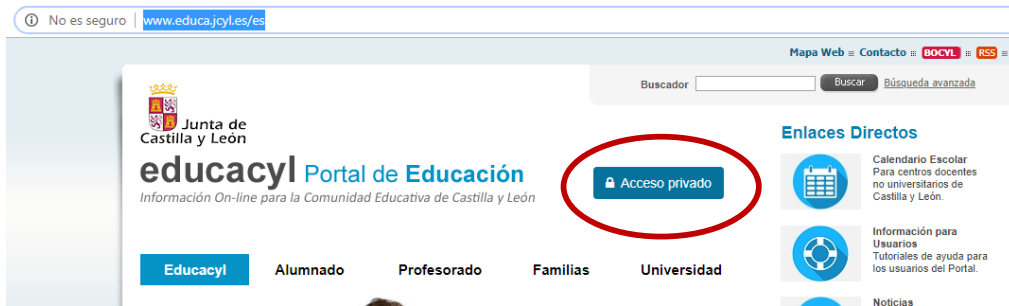 No es seguro | www.educa.jcyl.es/es
Mapa Web Contacto BOCYL RSS
Buscador Buscar Búsqueda avanzada
Junta de
Castilla y León
educacyl Portal de Educación
Información On-line para la Comunidad Educativa de Castilla y León
Acceso privado
Educacyl Alumnado Profesorado Familias Universidad
Enlaces Directos
Calendario Escolar
Para centros docentes
no universitarios de
Castilla y León.
Información para
Usuarios
Tutoriales de ayuda para
los usuarios del Portal.
Noticias